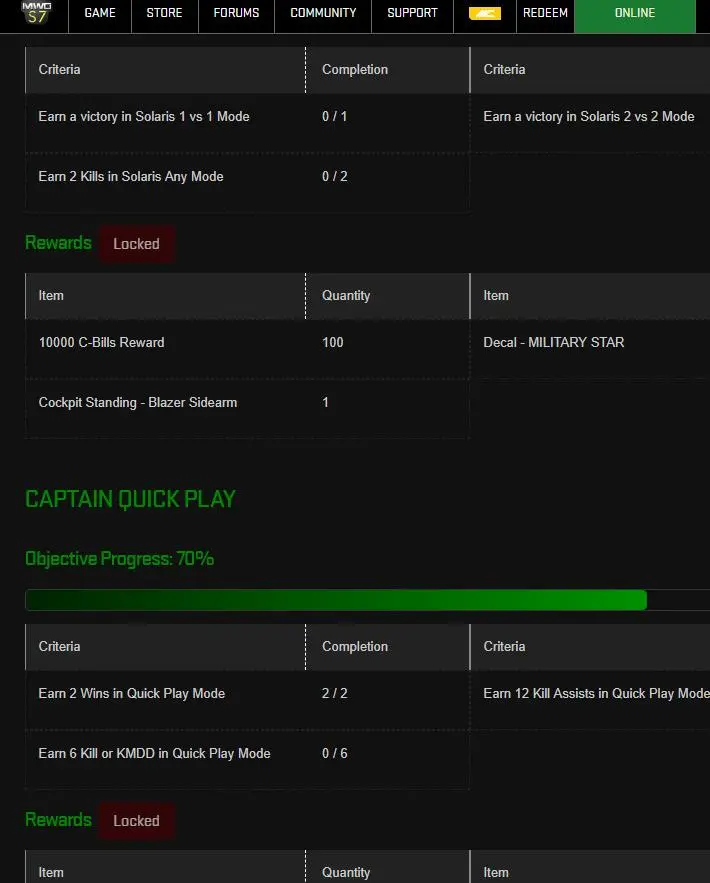 MWO S7 GAME STORE FORUMS COMMUNITY SUPPORT MC REDEEM ONLINE
Criteria Completion Criteria
Earn a victory in Solaris 1 vs 1 Mode 0 / 1 Earn a victory in Solaris 2 vs 2 Mode
Earn 2 Kills in Solaris Any Mode 0 / 2
Rewards Locked
Item Quantity Item
10000 C-Bills Reward 100 Decal - MILITARY STAR
Cockpit Standing - Blazer Sidearm 1
CAPTAIN QUICK PLAY
Objective Progress: 70%
Criteria Completion Criteria
Earn 2 Wins in Quick Play Mode 2 / 2 Earn 12 Kill Assists in Quick Play Mode
Earn 6 Kill or KMDD in Quick Play Mode 0 / 6
Rewards Locked
Item Quantity Item